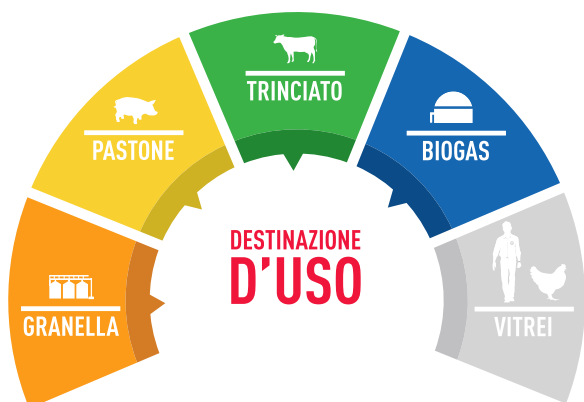 TRINCIATO
PASTONE
BIOGAS
DESTINAZIONE
D'USO
GRANELLA
VITREI